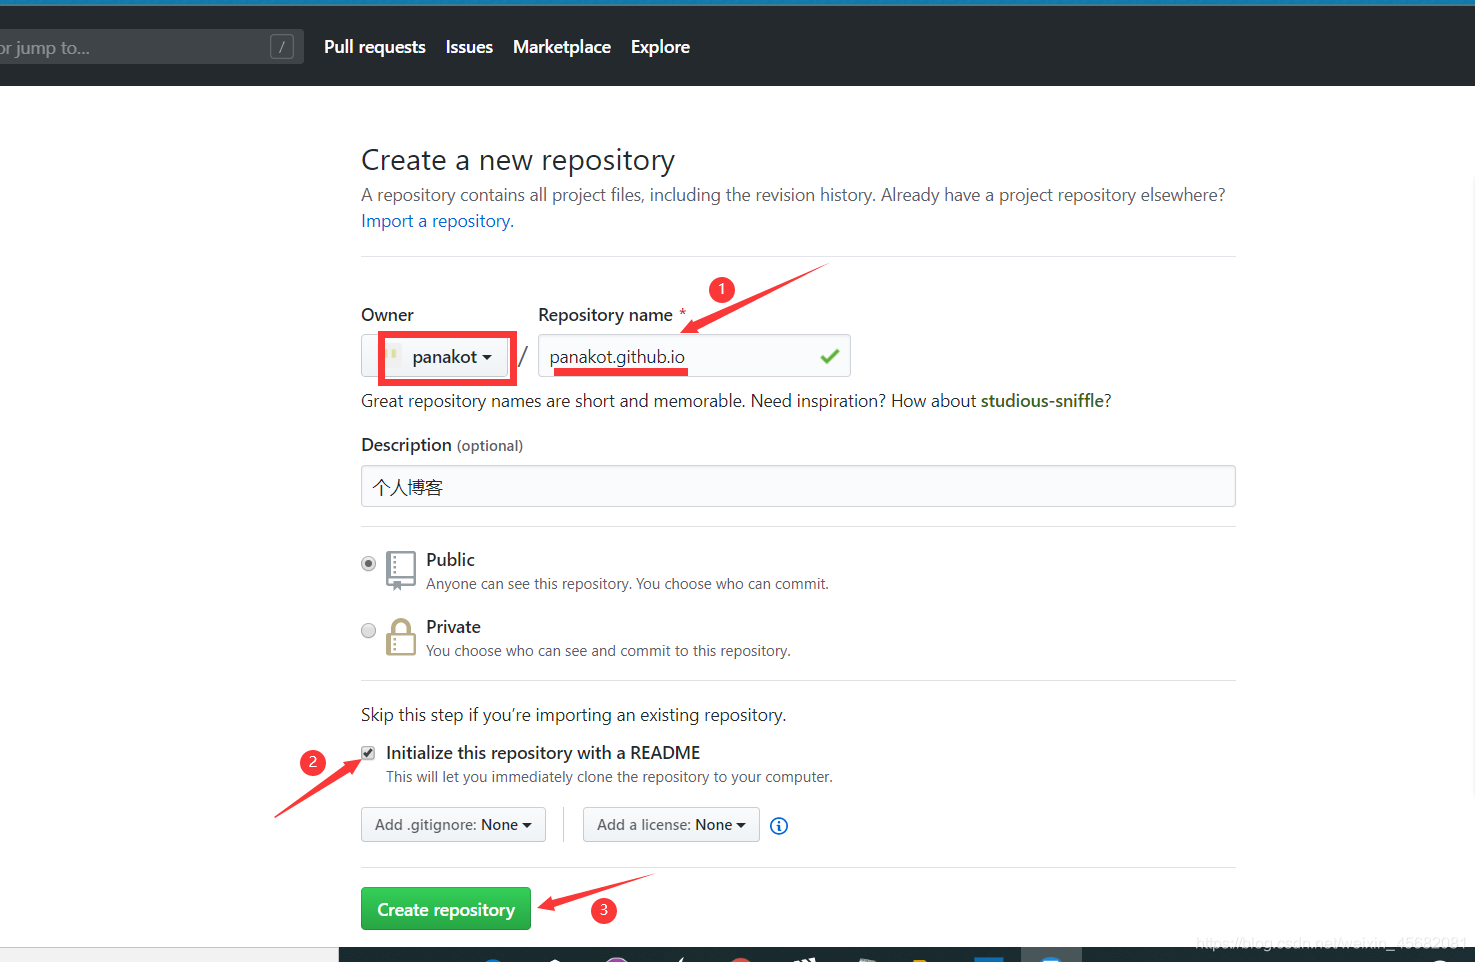 or jump to...
/
Pull requests Issues Marketplace Explore
Create a new repository
A repository contains all project files, including the revision history. Already have a project repository elsewhere?
Import a repository.
1
Owner Repository name *
panakot / panakot.github.io
Great repository names are short and memorable. Need inspiration? How about studious-sniffle?
Description (optional)
个人博客
Public
Anyone can see this repository. You choose who can commit.
Private
You choose who can see and commit to this repository.
Skip this step if you’re importing an existing repository.
2
Initialize this repository with a README
This will let you immediately clone the repository to your computer.
Add .gitignore: None Add a license: None
Create repository
3
https://blog.csdn.net/weixin_45682081